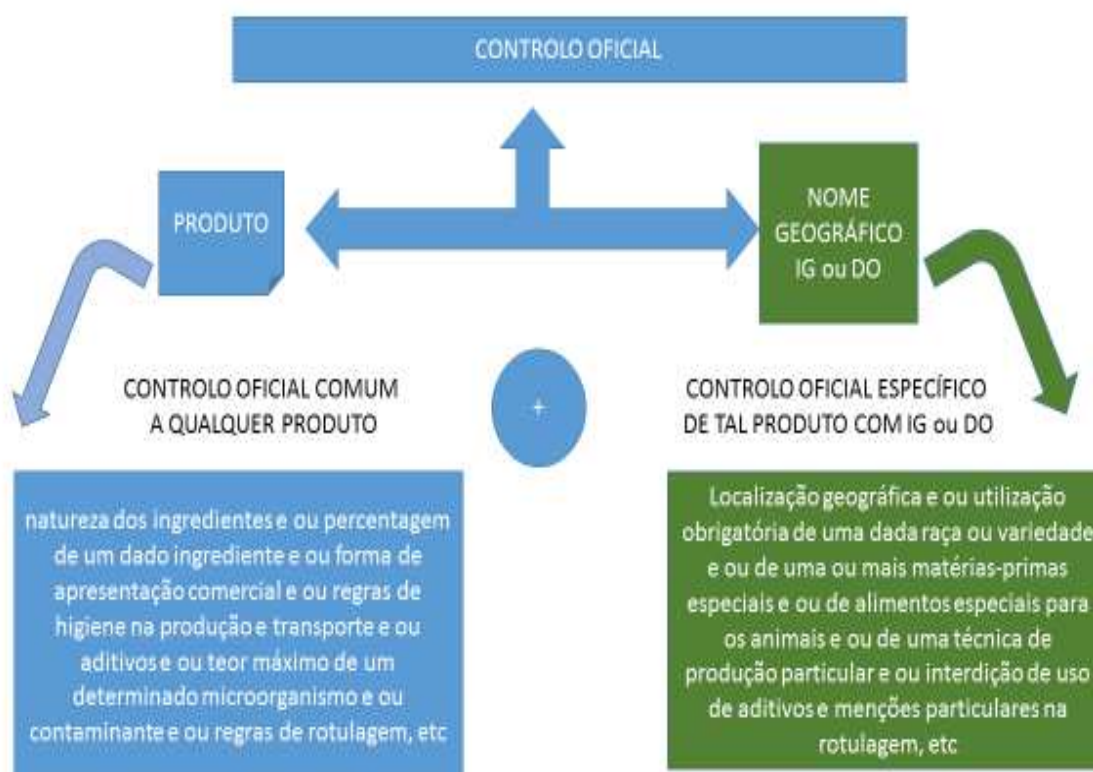 CONTROLO OFICIAL
PRODUTO
NOME
GEOGRÁFICO
IG ou DO
CONTROLO OFICIAL COMUM
A QUALQUER PRODUTO
+
CONTROLO OFICIAL ESPECÍFICO
DE TAL PRODUTO COM IG ou DO
natureza dos ingredientes e ou percentagem
de um dado ingrediente e ou forma de
apresentação comercial e ou regras de
higiene na produção e transporte e ou
aditivos e ou teor máximo de um
determinado microorganismo e ou
contaminante e ou regras de rotulagem, etc
Localização geográfica e ou utilização
obrigatória de uma dada raça ou variedade
e ou de uma ou mais matérias-primas
especiais e ou de alimentos especiais para
os animais e ou de uma técnica de
produção particular e ou interdição de uso
de aditivos e menções particulares na
rotulagem, etc